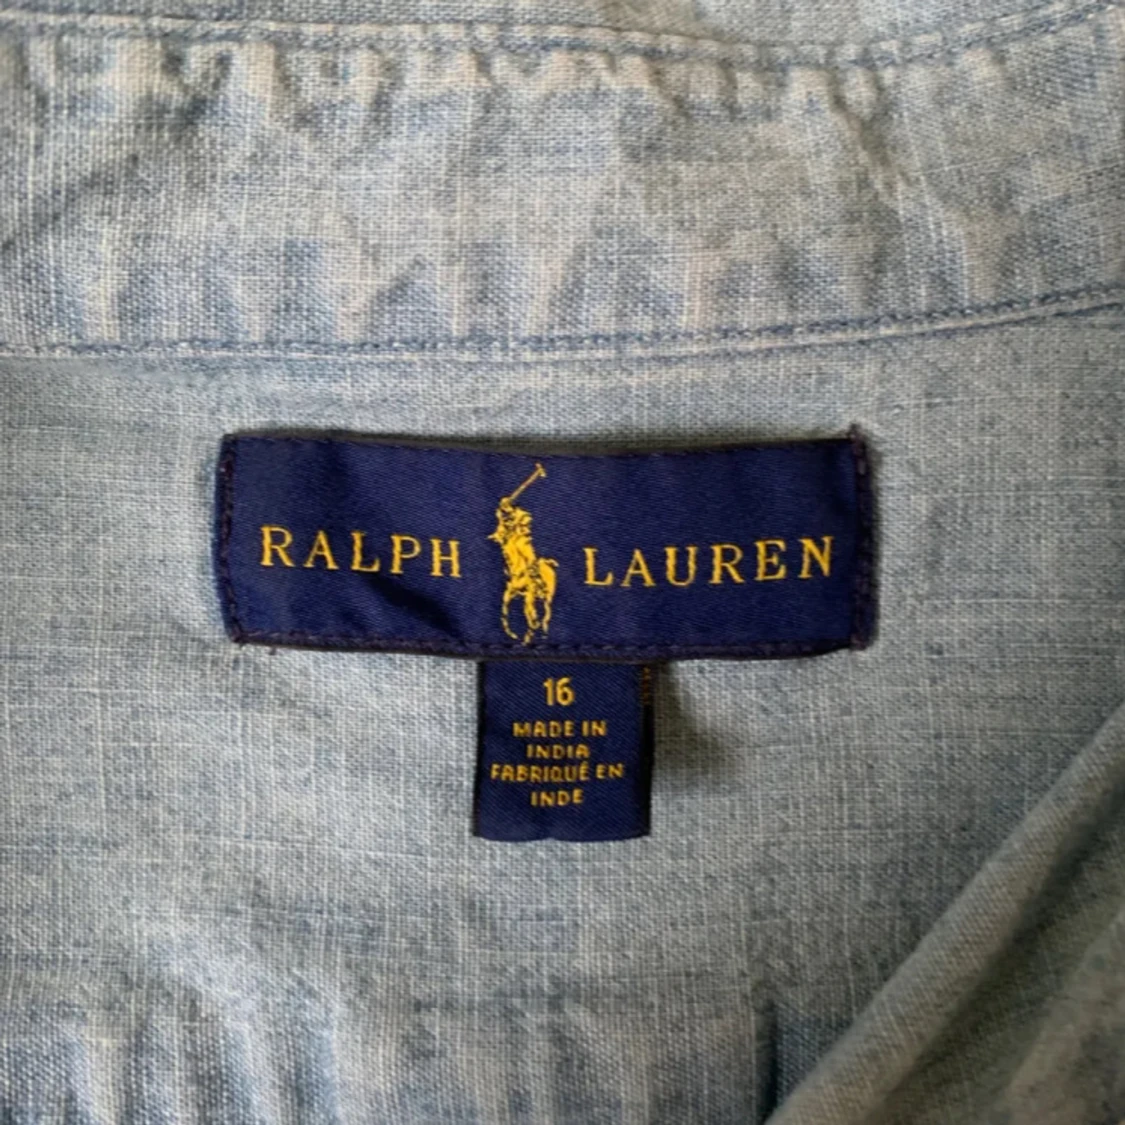 RALPH LAUREN
16
MADE IN
INDIA
FABRIQUÉ EN
INDE